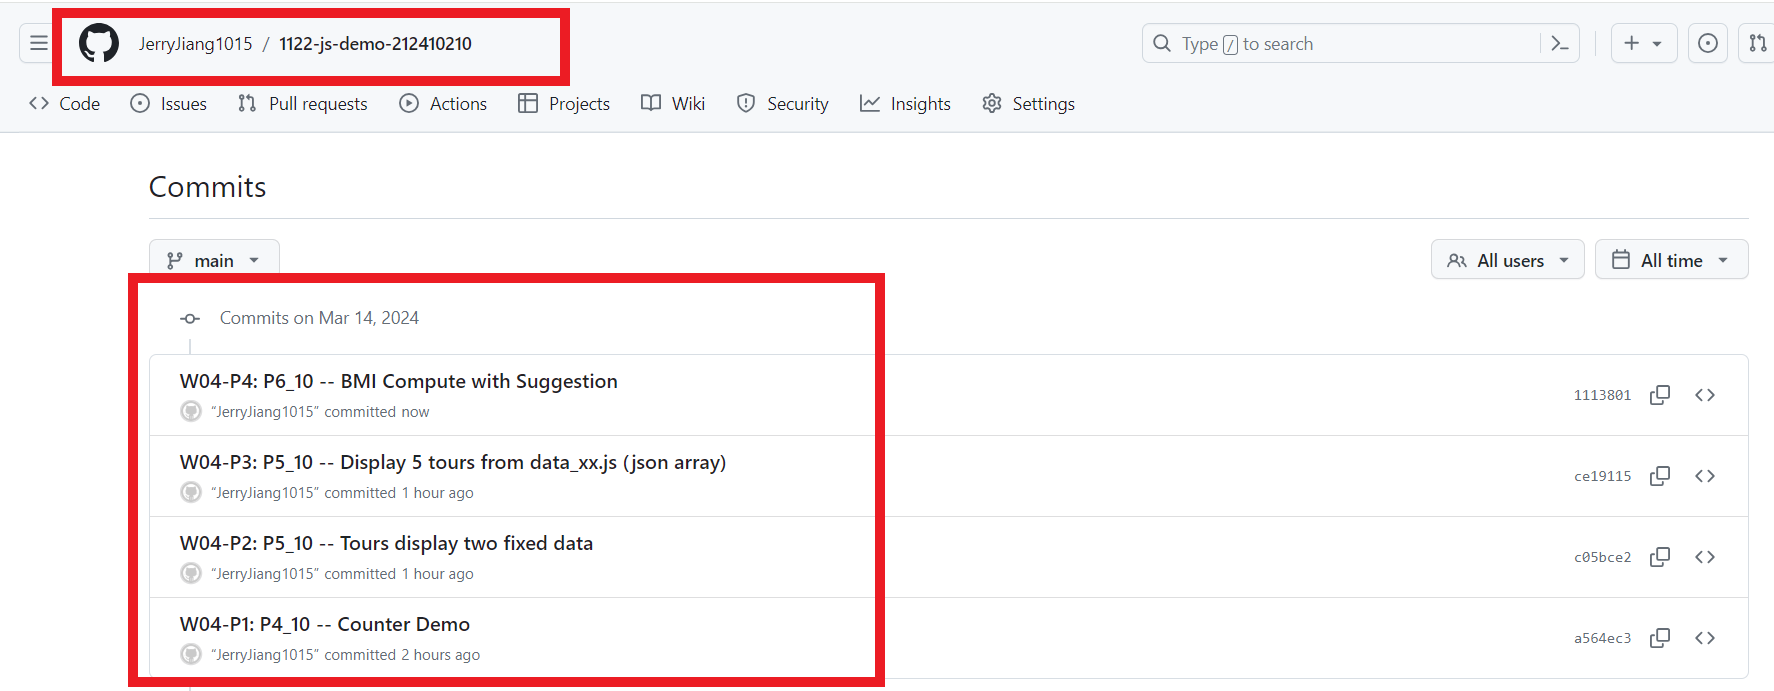 JerryJiang1015 / 1122-js-demo-212410210
Type / to search
Code Issues Pull requests Actions Projects Wiki Security Insights Settings
Commits
main
All users All time
Commits on Mar 14, 2024
W04-P4: P6_10 -- BMI Compute with Suggestion
“JerryJiang1015” committed now
1113801
W04-P3: P5_10 -- Display 5 tours from data_xx.js (json array)
“JerryJiang1015” committed 1 hour ago
ce19115
W04-P2: P5_10 -- Tours display two fixed data
“JerryJiang1015” committed 1 hour ago
c05bce2
W04-P1: P4_10 -- Counter Demo
“JerryJiang1015” committed 2 hours ago
a564ec3